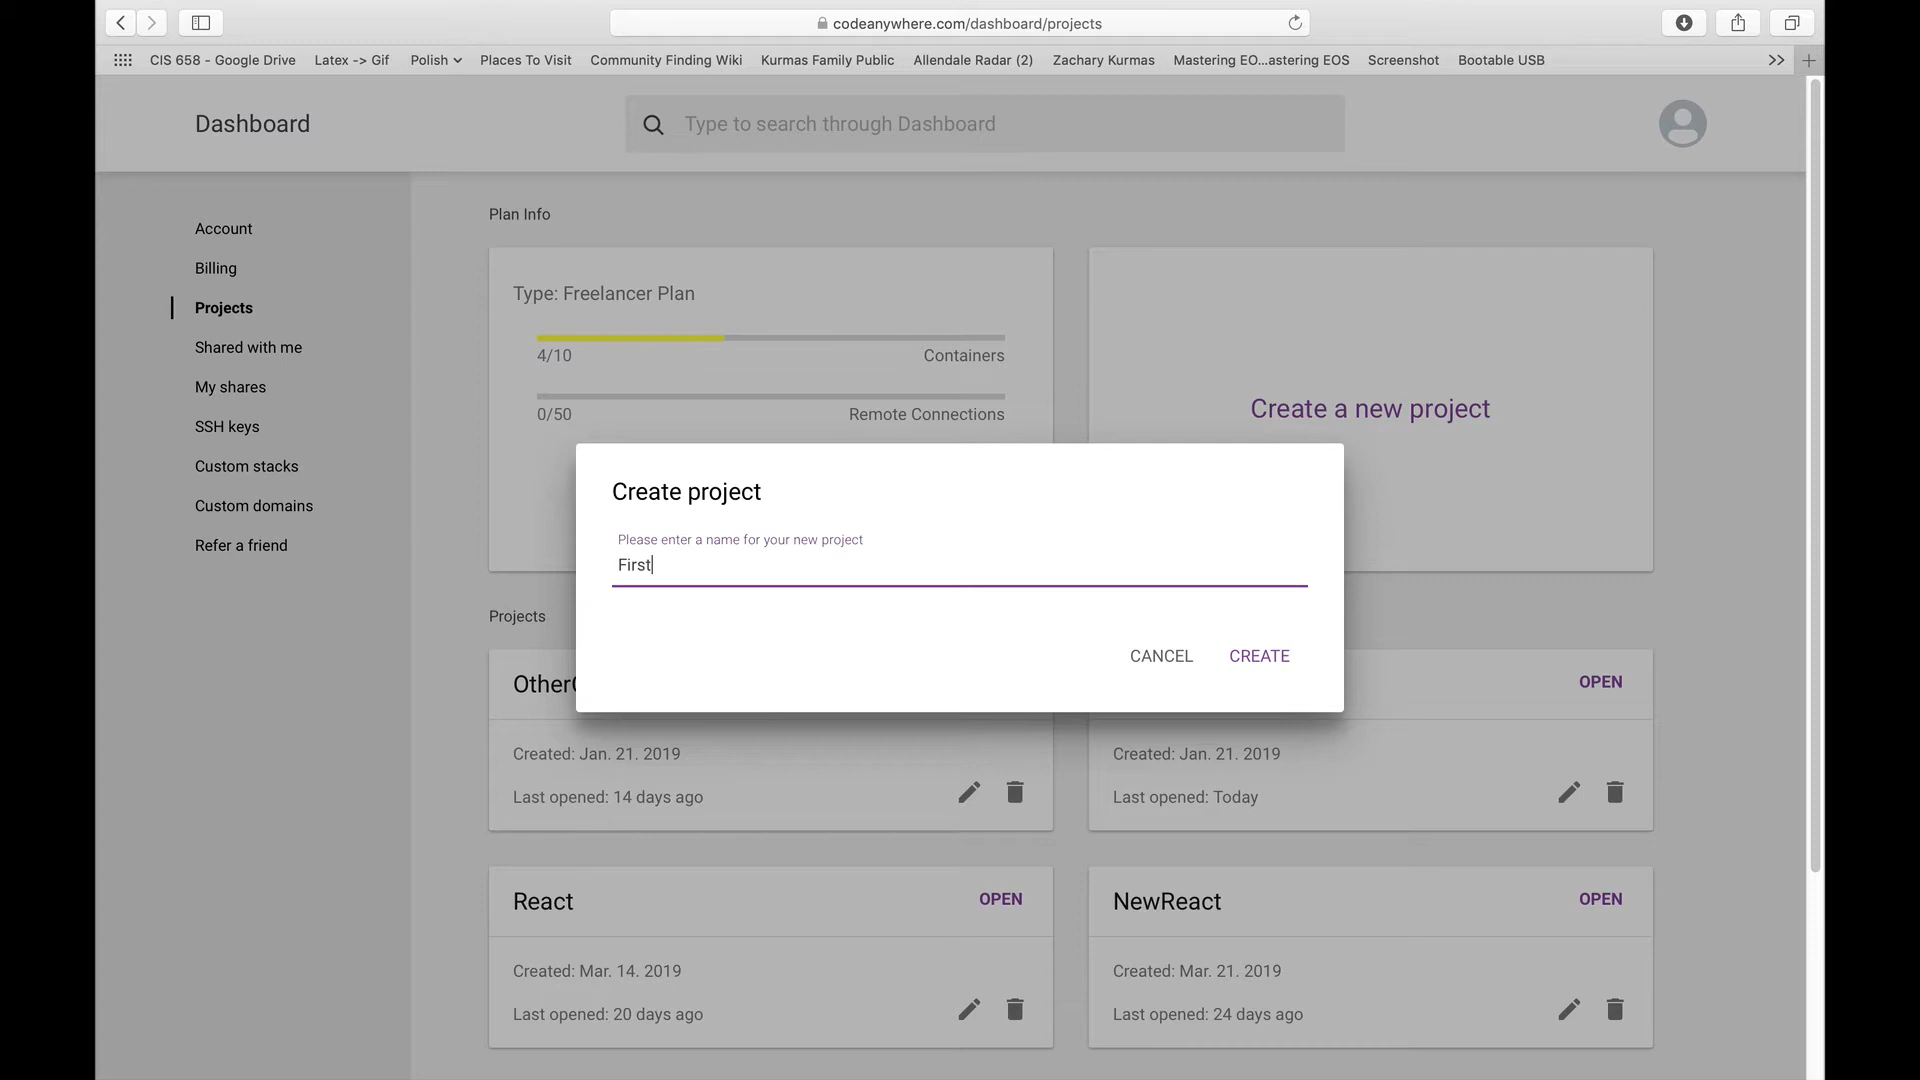 codeanywhere.com/dashboard/projects
CIS 658 - Google Drive
Latex -> Gif
Polish
Places To Visit
Community Finding Wiki
Kurmas Family Public
Allendale Radar (2)
Zachary Kurmas
Mastering EO...astering EOS
Screenshot
Bootable USB
Dashboard
Type to search through Dashboard
Account
Billing
Projects
Shared with me
My shares
SSH keys
Custom stacks
Custom domains
Refer a friend
Plan Info
Type: Freelancer Plan
4/10
Containers
0/50
Remote Connections
Create a new project
Create project
Please enter a name for your new project
First
CANCEL
CREATE
Projects
OPEN
Created: Jan. 21. 2019
Last opened: 14 days ago
Created: Jan. 21. 2019
Last opened: Today
React
OPEN
Created: Mar. 14. 2019
Last opened: 20 days ago
NewReact
OPEN
Created: Mar. 21. 2019
Last opened: 24 days ago